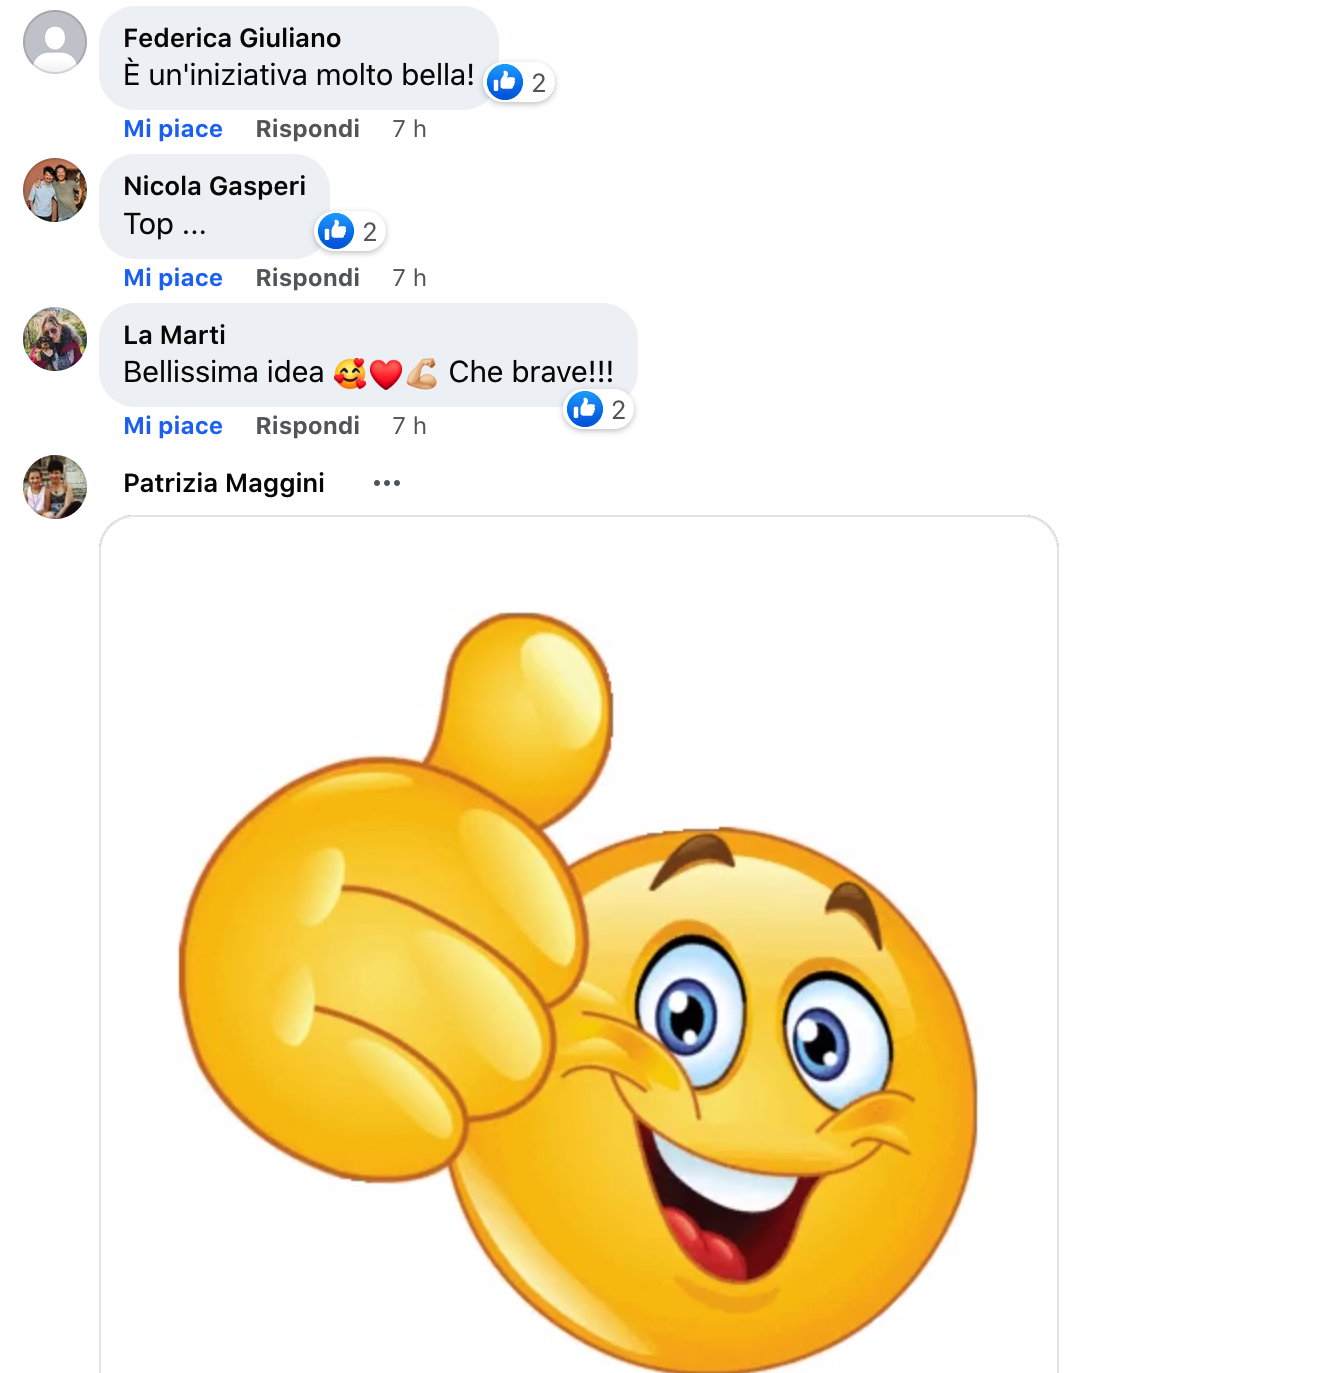 Federica Giuliano
È un'iniziativa molto bella!
2
Mi piace Rispondi 7 h
Nicola Gasperi
Top ...
2
Mi piace Rispondi 7 h
La Marti
Bellissima idea 🥰❤️💪🏼 Che brave!!!
2
Mi piace Rispondi 7 h
Patrizia Maggini